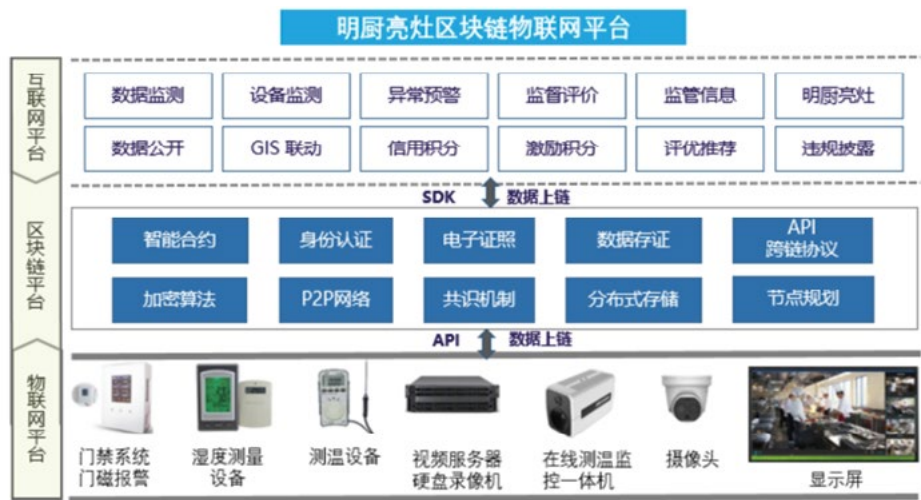 明厨亮灶区块链物联网平台
互联网平台
数据监测
设备监测
异常预警
监督评价
监管信息
明厨亮灶
数据公开
GIS 联动
信用积分
激励积分
评优推荐
违规披露
SDK
数据上链
区块链平台
智能合约
身份认证
电子证照
数据存证
API
跨链协议
加密算法
P2P网络
共识机制
分布式存储
节点规划
API
数据上链
物联网平台
门禁系统
门磁报警
湿度测量
设备
测温设备
视频服务器
硬盘录像机
在线测温监
控一体机
摄像头
显示屏